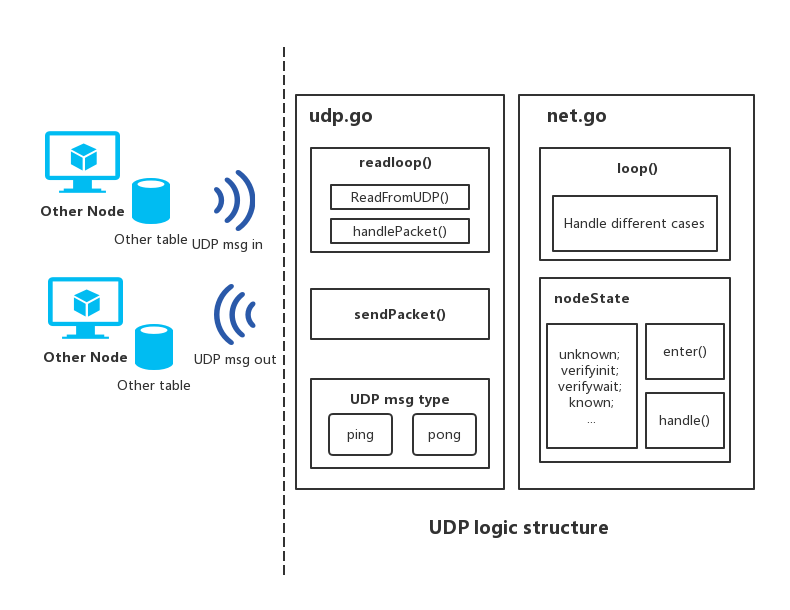 Other Node
Other table
UDP msg in
Other Node
Other table
UDP msg out
udp.go
readloop()
ReadFromUDP()
handlePacket()
sendPacket()
UDP msg type
ping
pong
net.go
loop()
Handle different cases
nodeState
unknown;
verifyinit;
verifywait;
known;
...
enter()
handle()
UDP logic structure